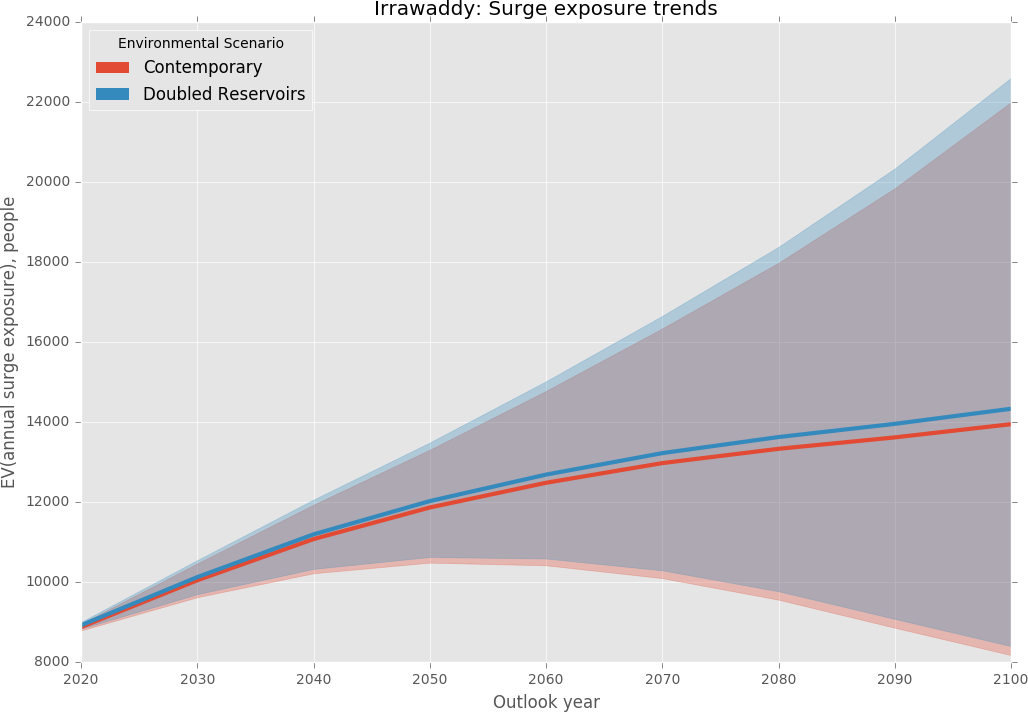 Irrawaddy: Surge exposure trends
24000
22000
20000
18000
16000
14000
12000
10000
8000
EV(annual surge exposure), people
Environmental Scenario
Contemporary
Doubled Reservoirs
2020 2030 2040 2050 2060 2070 2080 2090 2100
Outlook year